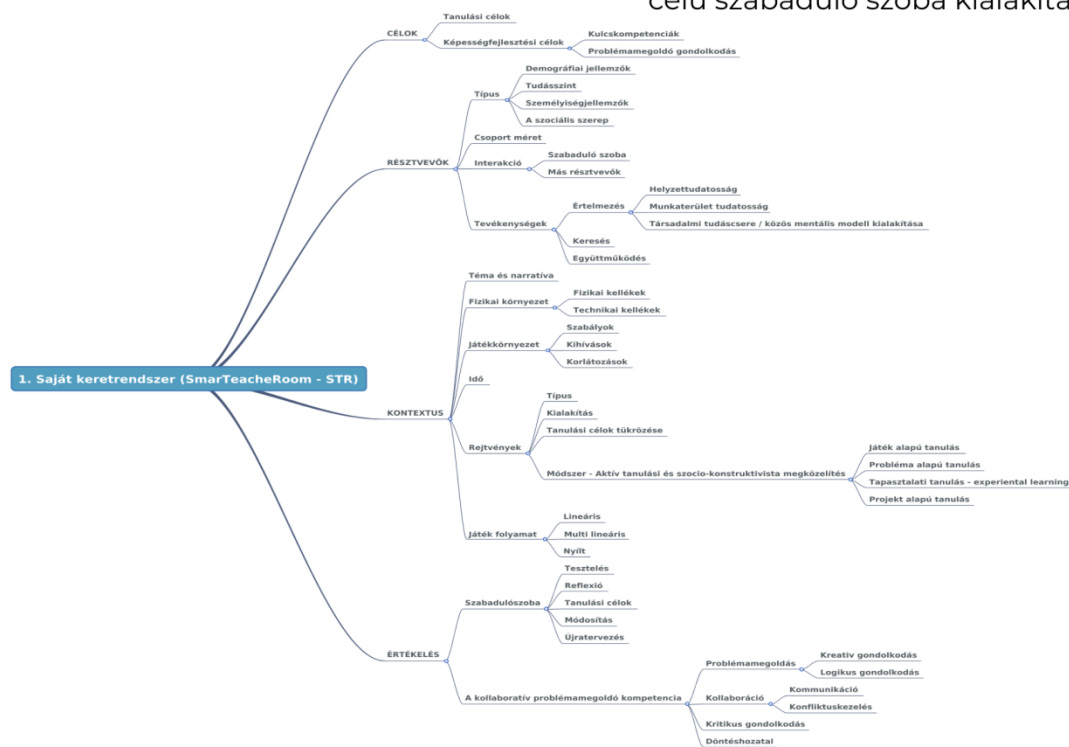 célú szabaduló szoba kialakítá
1. Saját keretrendszer (SmarTeacheRoom - STR)
CÉLOK
Tanulási célok
Képességfejlesztési célok
Kulcskompetenciák
Problémamegoldó gondolkodás
RÉSZTVEVŐK
Típus
Demográfiai jellemzők
Tudásszint
Személyiségjellemzők
A szociális szerep
Csoport méret
Interakció
Szabaduló szoba
Más résztvevők
Tevékenységek
Értelmezés
Helyzettudatosság
Munkaterület tudatosság
Társadalmi tudáscsere / közös mentális modell kialakítása
Keresés
Együttműködés
KONTEXTUS
Téma és narratíva
Fizikai környezet
Fizikai kellékek
Technikai kellékek
Játékkörnyezet
Szabályok
Kihívások
Korlátozások
Idő
Rejtvények
Típus
Kialakítás
Tanulási célok tükrözése
Módszer - Aktív tanulási és szocio-konstruktivista megközelítés
Játék alapú tanulás
Probléma alapú tanulás
Tapasztalati tanulás - experiental learning
Projekt alapú tanulás
Játék folyamat
Lineáris
Multi lineáris
Nyílt
ÉRTÉKELÉS
Szabadulószoba
Tesztelés
Reflexió
Tanulási célok
Módosítás
Újratervezés
A kollaboratív problémamegoldó kompetencia
Problémamegoldás
Kreativ gondolkodás
Logikus gondolkodás
Kollaboráció
Kommunikáció
Konfliktuskezelés
Kritikus gondolkodás
Döntéshozatal